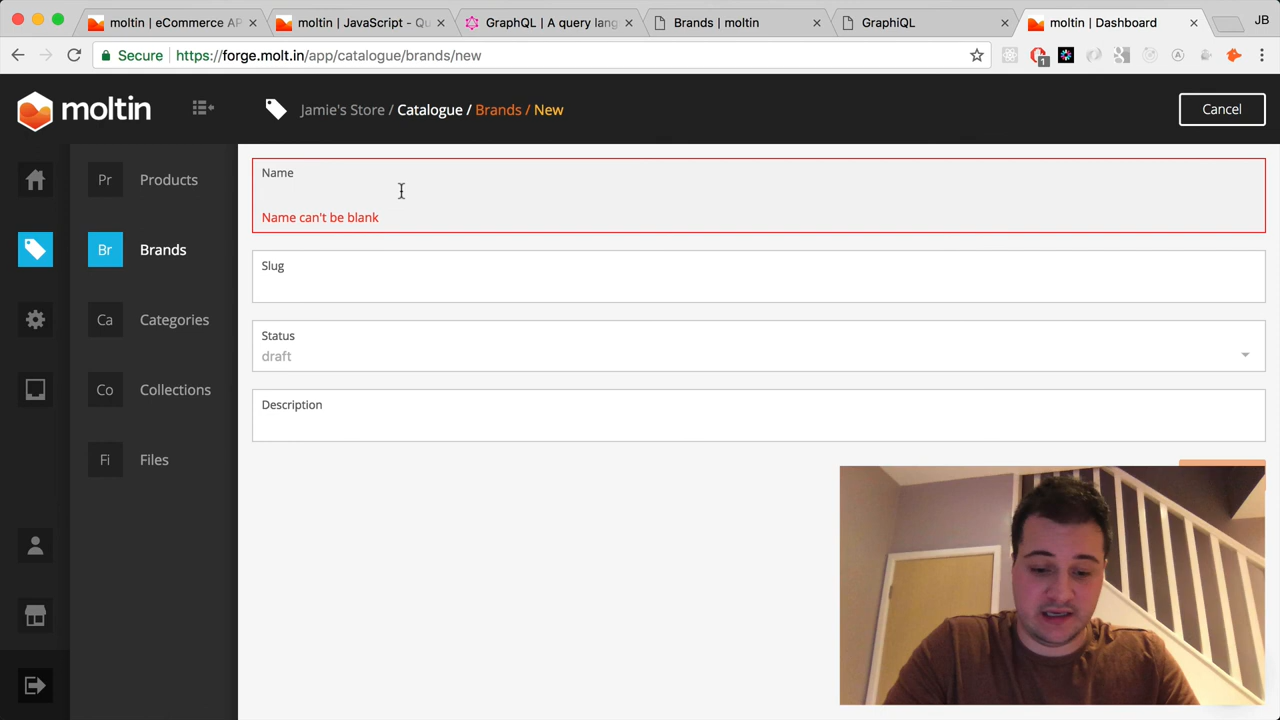 moltin | eCommerce AP
moltin | JavaScript - Qu
GraphQL | A query lang
Brands | moltin
GraphiQL
moltin | Dashboard
JB
Secure
https://forge.molt.in/app/catalogue/brands/new
1
moltin
Jamie's Store / Catalogue / Brands / New
Cancel
Pr Products
Br Brands
Ca Categories
Co Collections
Fi Files
Name
Name can't be blank
Slug
Status
draft
Description